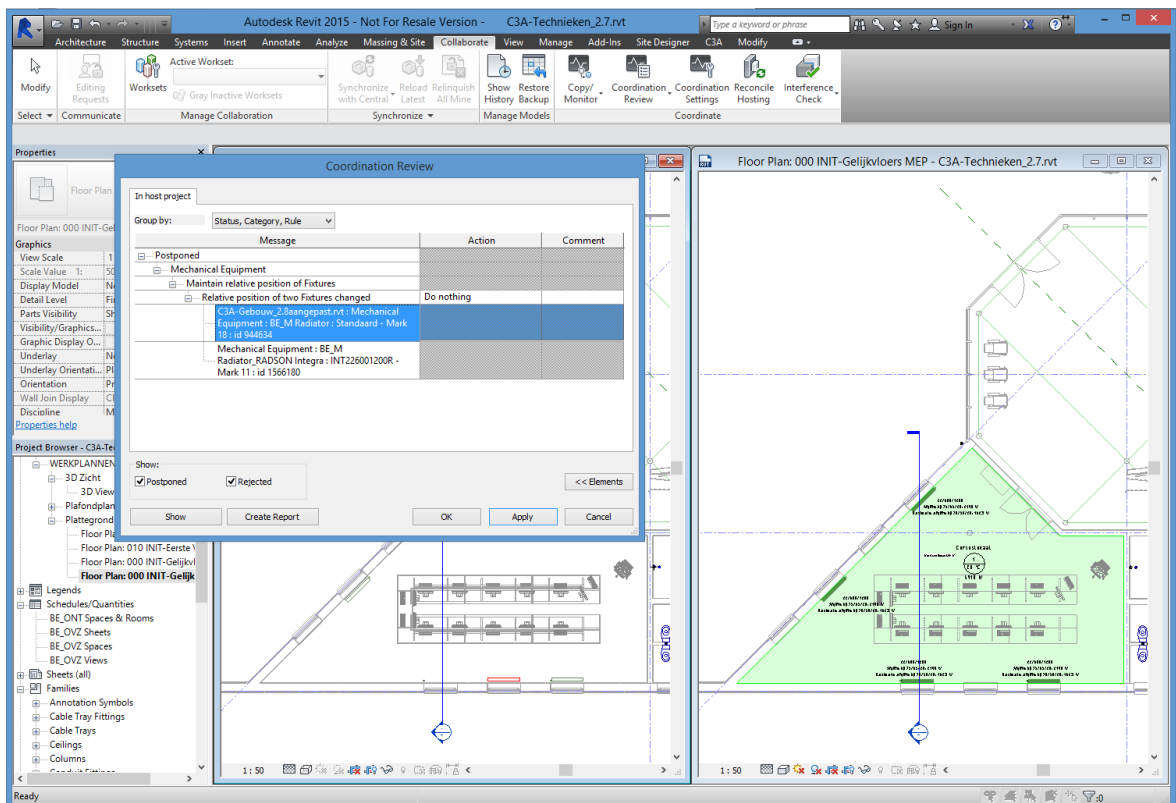 Autodesk Revit 2015 - Not For Resale Version - C3A-Technieken_2.7.rvt
Type a keyword or phrase
Sign In
Architecture Structure Systems Insert Annotate Analyze Massing & Site Collaborate View Manage Add-Ins Site Designer C3A Modify
Modify
Editing
Requests
Worksets
Active Workset:
Gray Inactive Worksets
Synchronize
with Central
Reload
Latest
Relinquish
All Mine
Show
History
Restore
Backup
Copy/
Monitor
Coordination
Review
Coordination
Settings
Reconcile
Hosting
Interference
Check
Select Communicate Manage Collaboration Synchronize Manage Models Coordinate
Properties
Floor Plan
Floor Plan: 000 INIT-Gel
Graphics
View Scale 1
Scale Value 1: 50
Display Model N
Detail Level Fi
Parts Visibility Sh
Visibility/Graphics...
Graphic Display O...
Underlay N
Underlay Orientati... Pl
Orientation Pr
Wall Join Display Cl
Discipline M
Properties help
Project Browser - C3A-Te
WERKPLANNEN
3D Zicht
3D View
Plafondplan
Plattegrond
Floor Pla
Floor Plan: 010 INIT-Eerste V
Floor Plan: 000 INIT-Gelijkvl
Floor Plan: 000 INIT-Gelijk
Legends
Schedules/Quantities
BE_ONT Spaces & Rooms
BE_OVZ Sheets
BE_OVZ Spaces
BE_OVZ Views
Sheets (all)
Families
Annotation Symbols
Cable Tray Fittings
Cable Trays
Ceilings
Columns
Conduit Fittings
Coordination Review
In host project
Group by: Status, Category, Rule
Message Action Comment
Postponed
Mechanical Equipment
Maintain relative position of Fixtures
Relative position of two Fixtures changed Do nothing
C3A-Gebouw_2.8aangepast.rvt : Mechanical
Equipment : BE_M Radiator : Standaard - Mark
18 : id 944634
Mechanical Equipment : BE_M
Radiator_RADSON Integra : INT226001200R -
Mark 11 : id 1566180
Show:
Postponed Rejected
<< Elements
Show Create Report OK Apply Cancel
Floor Plan: 000 INIT-Gelijkvloers MEP - C3A-Technieken_2.7.rvt
1 : 50
1 : 50
Ready
:0